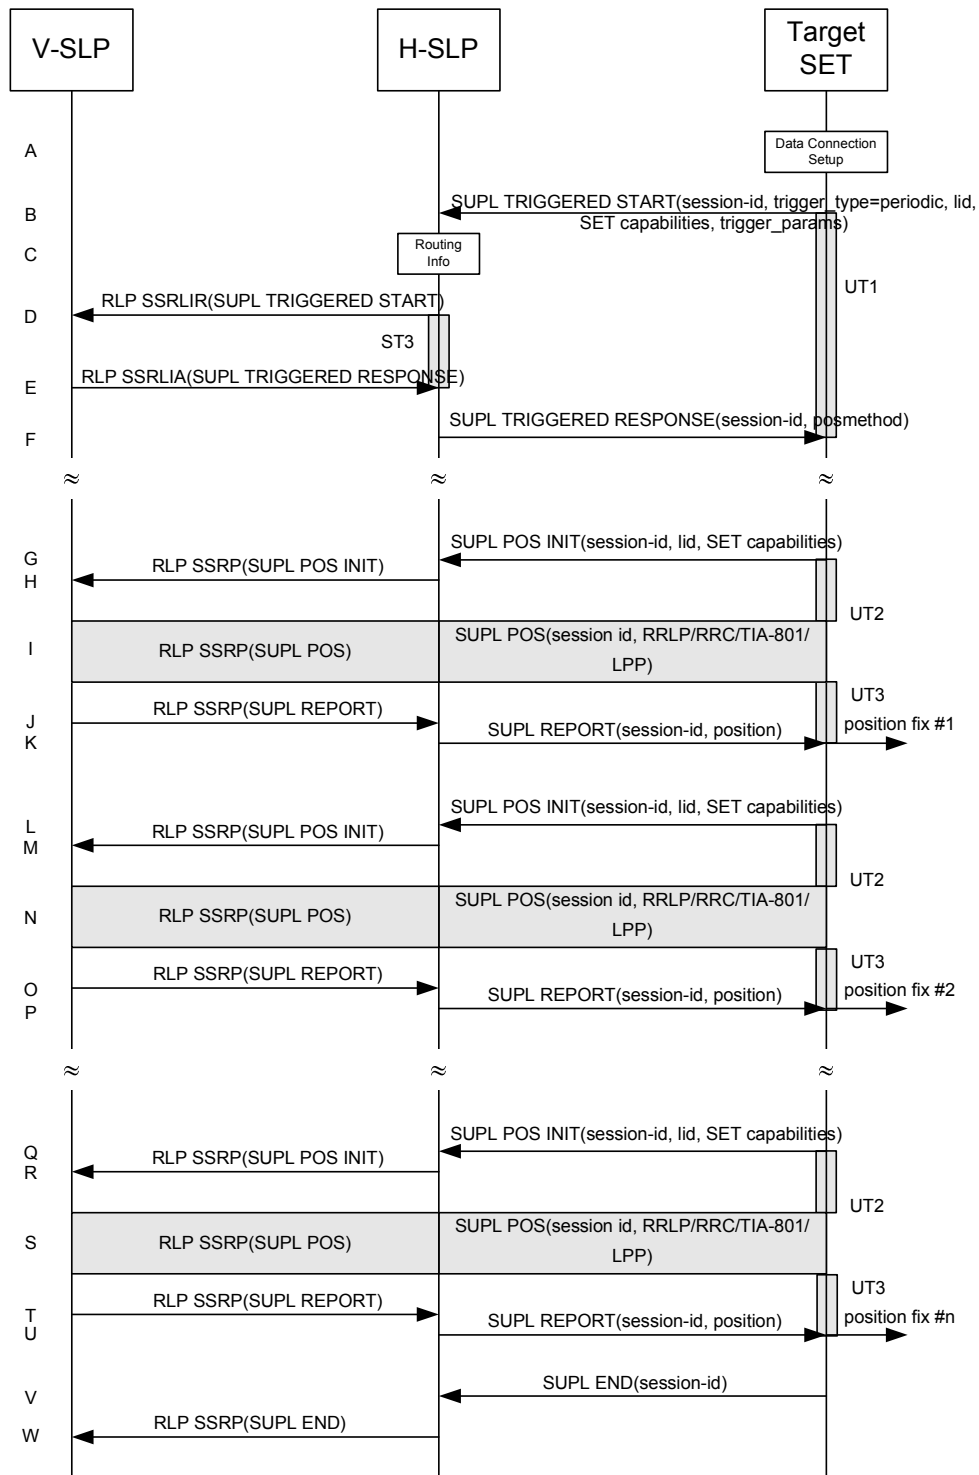 V-SLP
H-SLP
Target
SET
A
Data Connection
Setup
B
SUPL TRIGGERED START(session-id, trigger_type=periodic, lid,
SET capabilities, trigger_params)
C
Routing
Info
UT1
D
RLP SSRLIR(SUPL TRIGGERED START)
ST3
E
RLP SSRLIA(SUPL TRIGGERED RESPONSE)
F
SUPL TRIGGERED RESPONSE(session-id, posmethod)
≈ ≈ ≈
G
SUPL POS INIT(session-id, lid, SET capabilities)
H
RLP SSRP(SUPL POS INIT)
UT2
I
RLP SSRP(SUPL POS)
SUPL POS(session id, RRLP/RRC/TIA-801/
LPP)
UT3
J
RLP SSRP(SUPL REPORT)
position fix #1
K
SUPL REPORT(session-id, position)
L
SUPL POS INIT(session-id, lid, SET capabilities)
M
RLP SSRP(SUPL POS INIT)
UT2
N
RLP SSRP(SUPL POS)
SUPL POS(session id, RRLP/RRC/TIA-801/
LPP)
UT3
O
RLP SSRP(SUPL REPORT)
position fix #2
P
SUPL REPORT(session-id, position)
≈ ≈ ≈
Q
SUPL POS INIT(session-id, lid, SET capabilities)
R
RLP SSRP(SUPL POS INIT)
UT2
S
RLP SSRP(SUPL POS)
SUPL POS(session id, RRLP/RRC/TIA-801/
LPP)
UT3
T
RLP SSRP(SUPL REPORT)
position fix #n
U
SUPL REPORT(session-id, position)
V
SUPL END(session-id)
W
RLP SSRP(SUPL END)